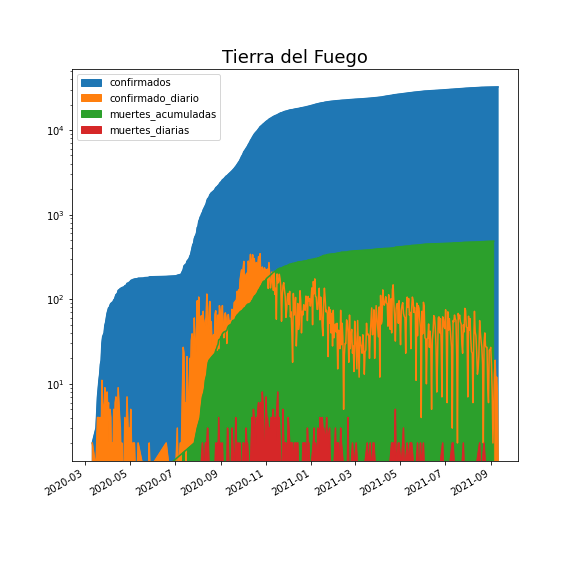 Tierra del Fuego
confirmados
confirmado_diario
muertes_acumuladas
muertes_diarias
10^4
10^3
10^2
10^1
2020-03
2020-05
2020-07
2020-09
2020-11
2021-01
2021-03
2021-05
2021-07
2021-09